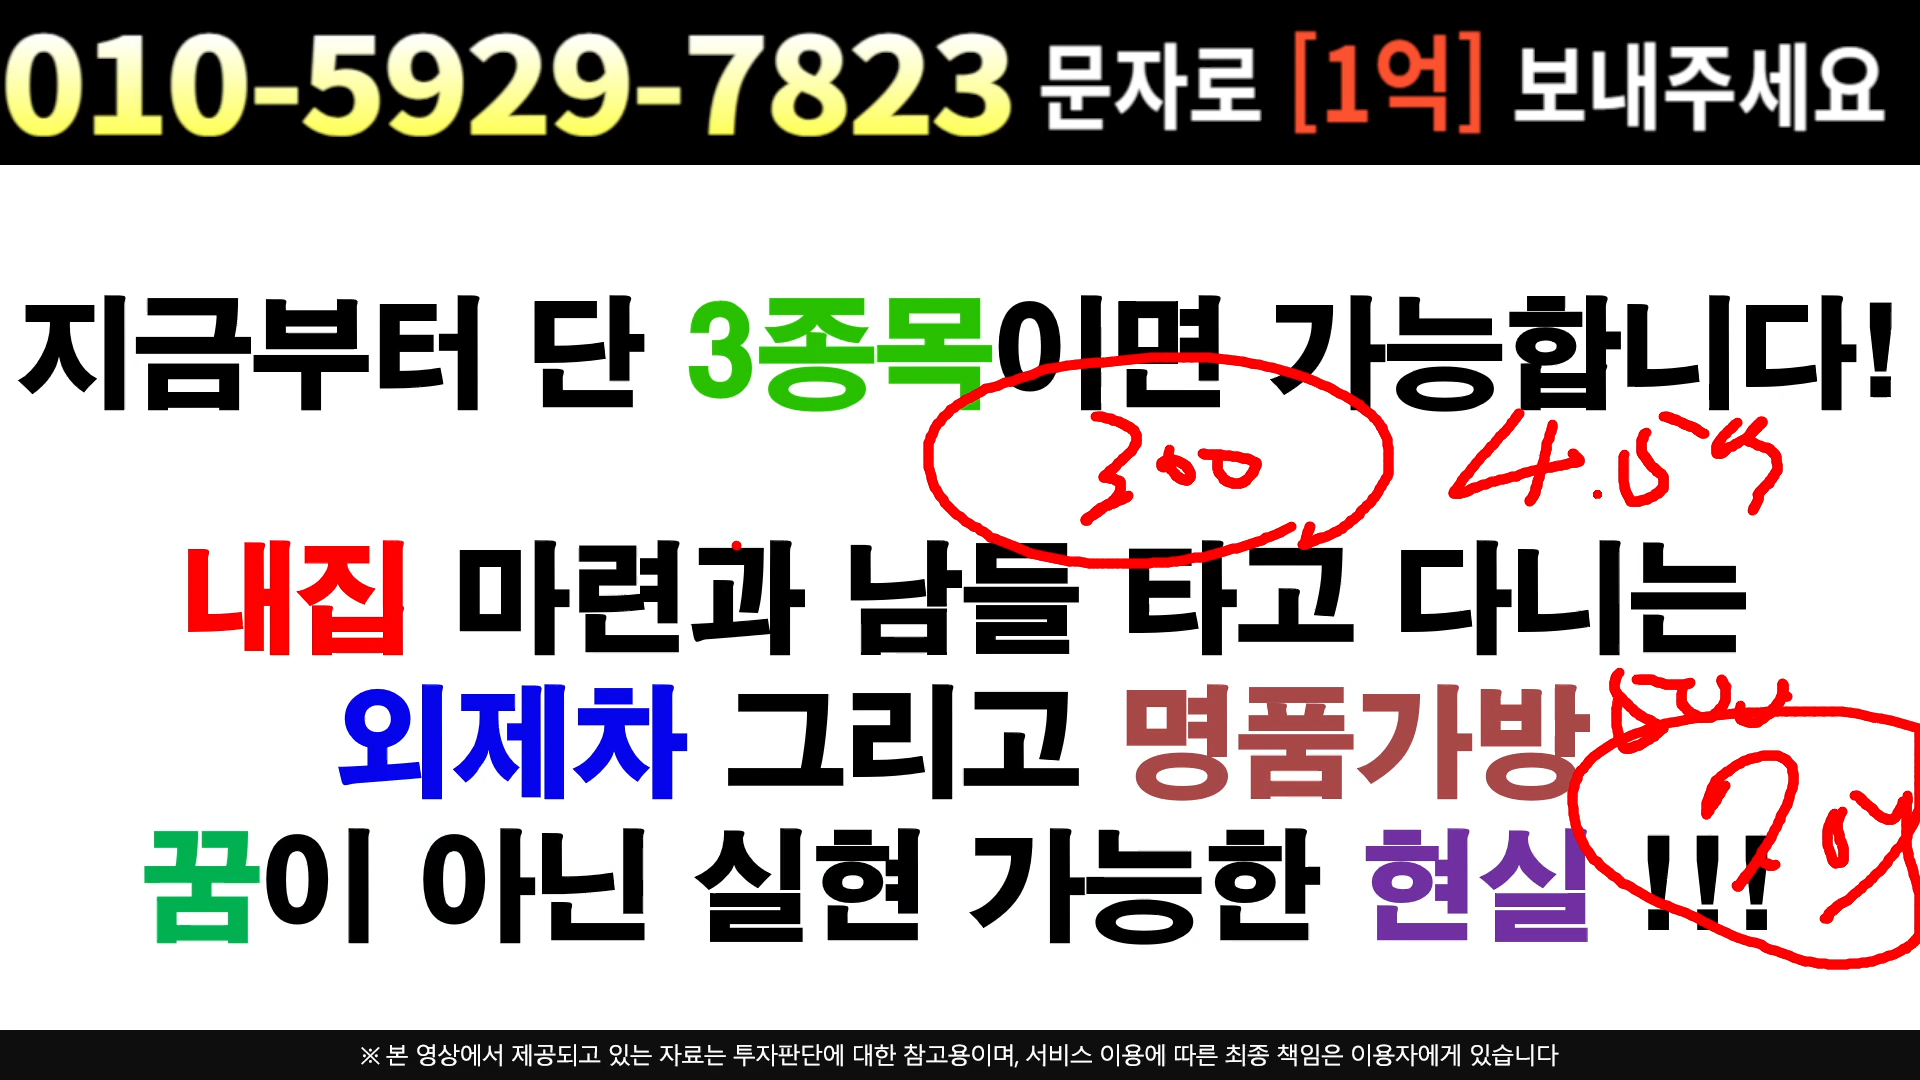 010-5929-7823 문자로 [1억] 보내주세요
지금부터 단 3종목이면 가능합니다!
300
4.5억
내집 마련과 남들 타고 다니는
외제차 그리고 명품가방
500
꿈이 아닌 실현 가능한 현실 !!!
※ 본 영상에서 제공되고 있는 자료는 투자판단에 대한 참고용이며, 서비스 이용에 따른 최종 책임은 이용자에게 있습니다